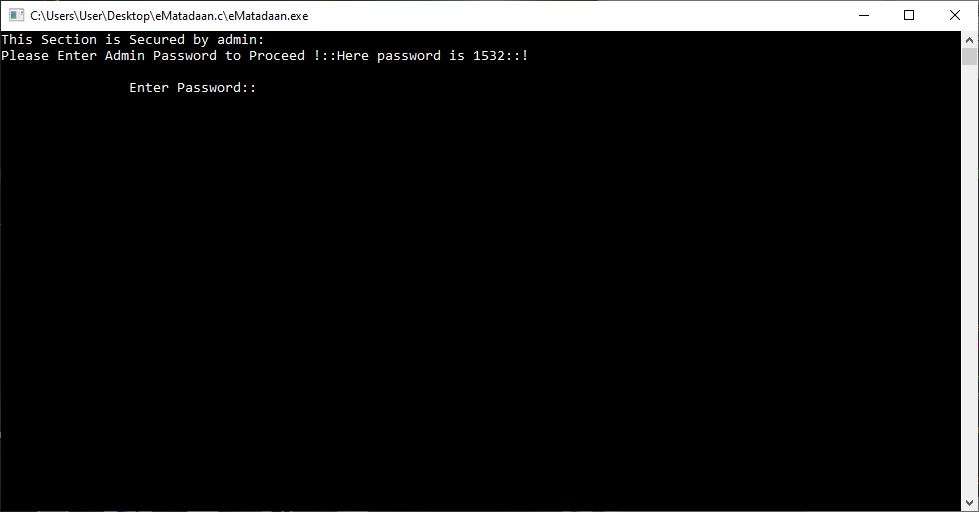 C:\Users\User\Desktop\eMatadaan.c\eMatadaan.exe
This Section is Secured by admin:
Please Enter Admin Password to Proceed !::Here password is 1532::!
Enter Password::